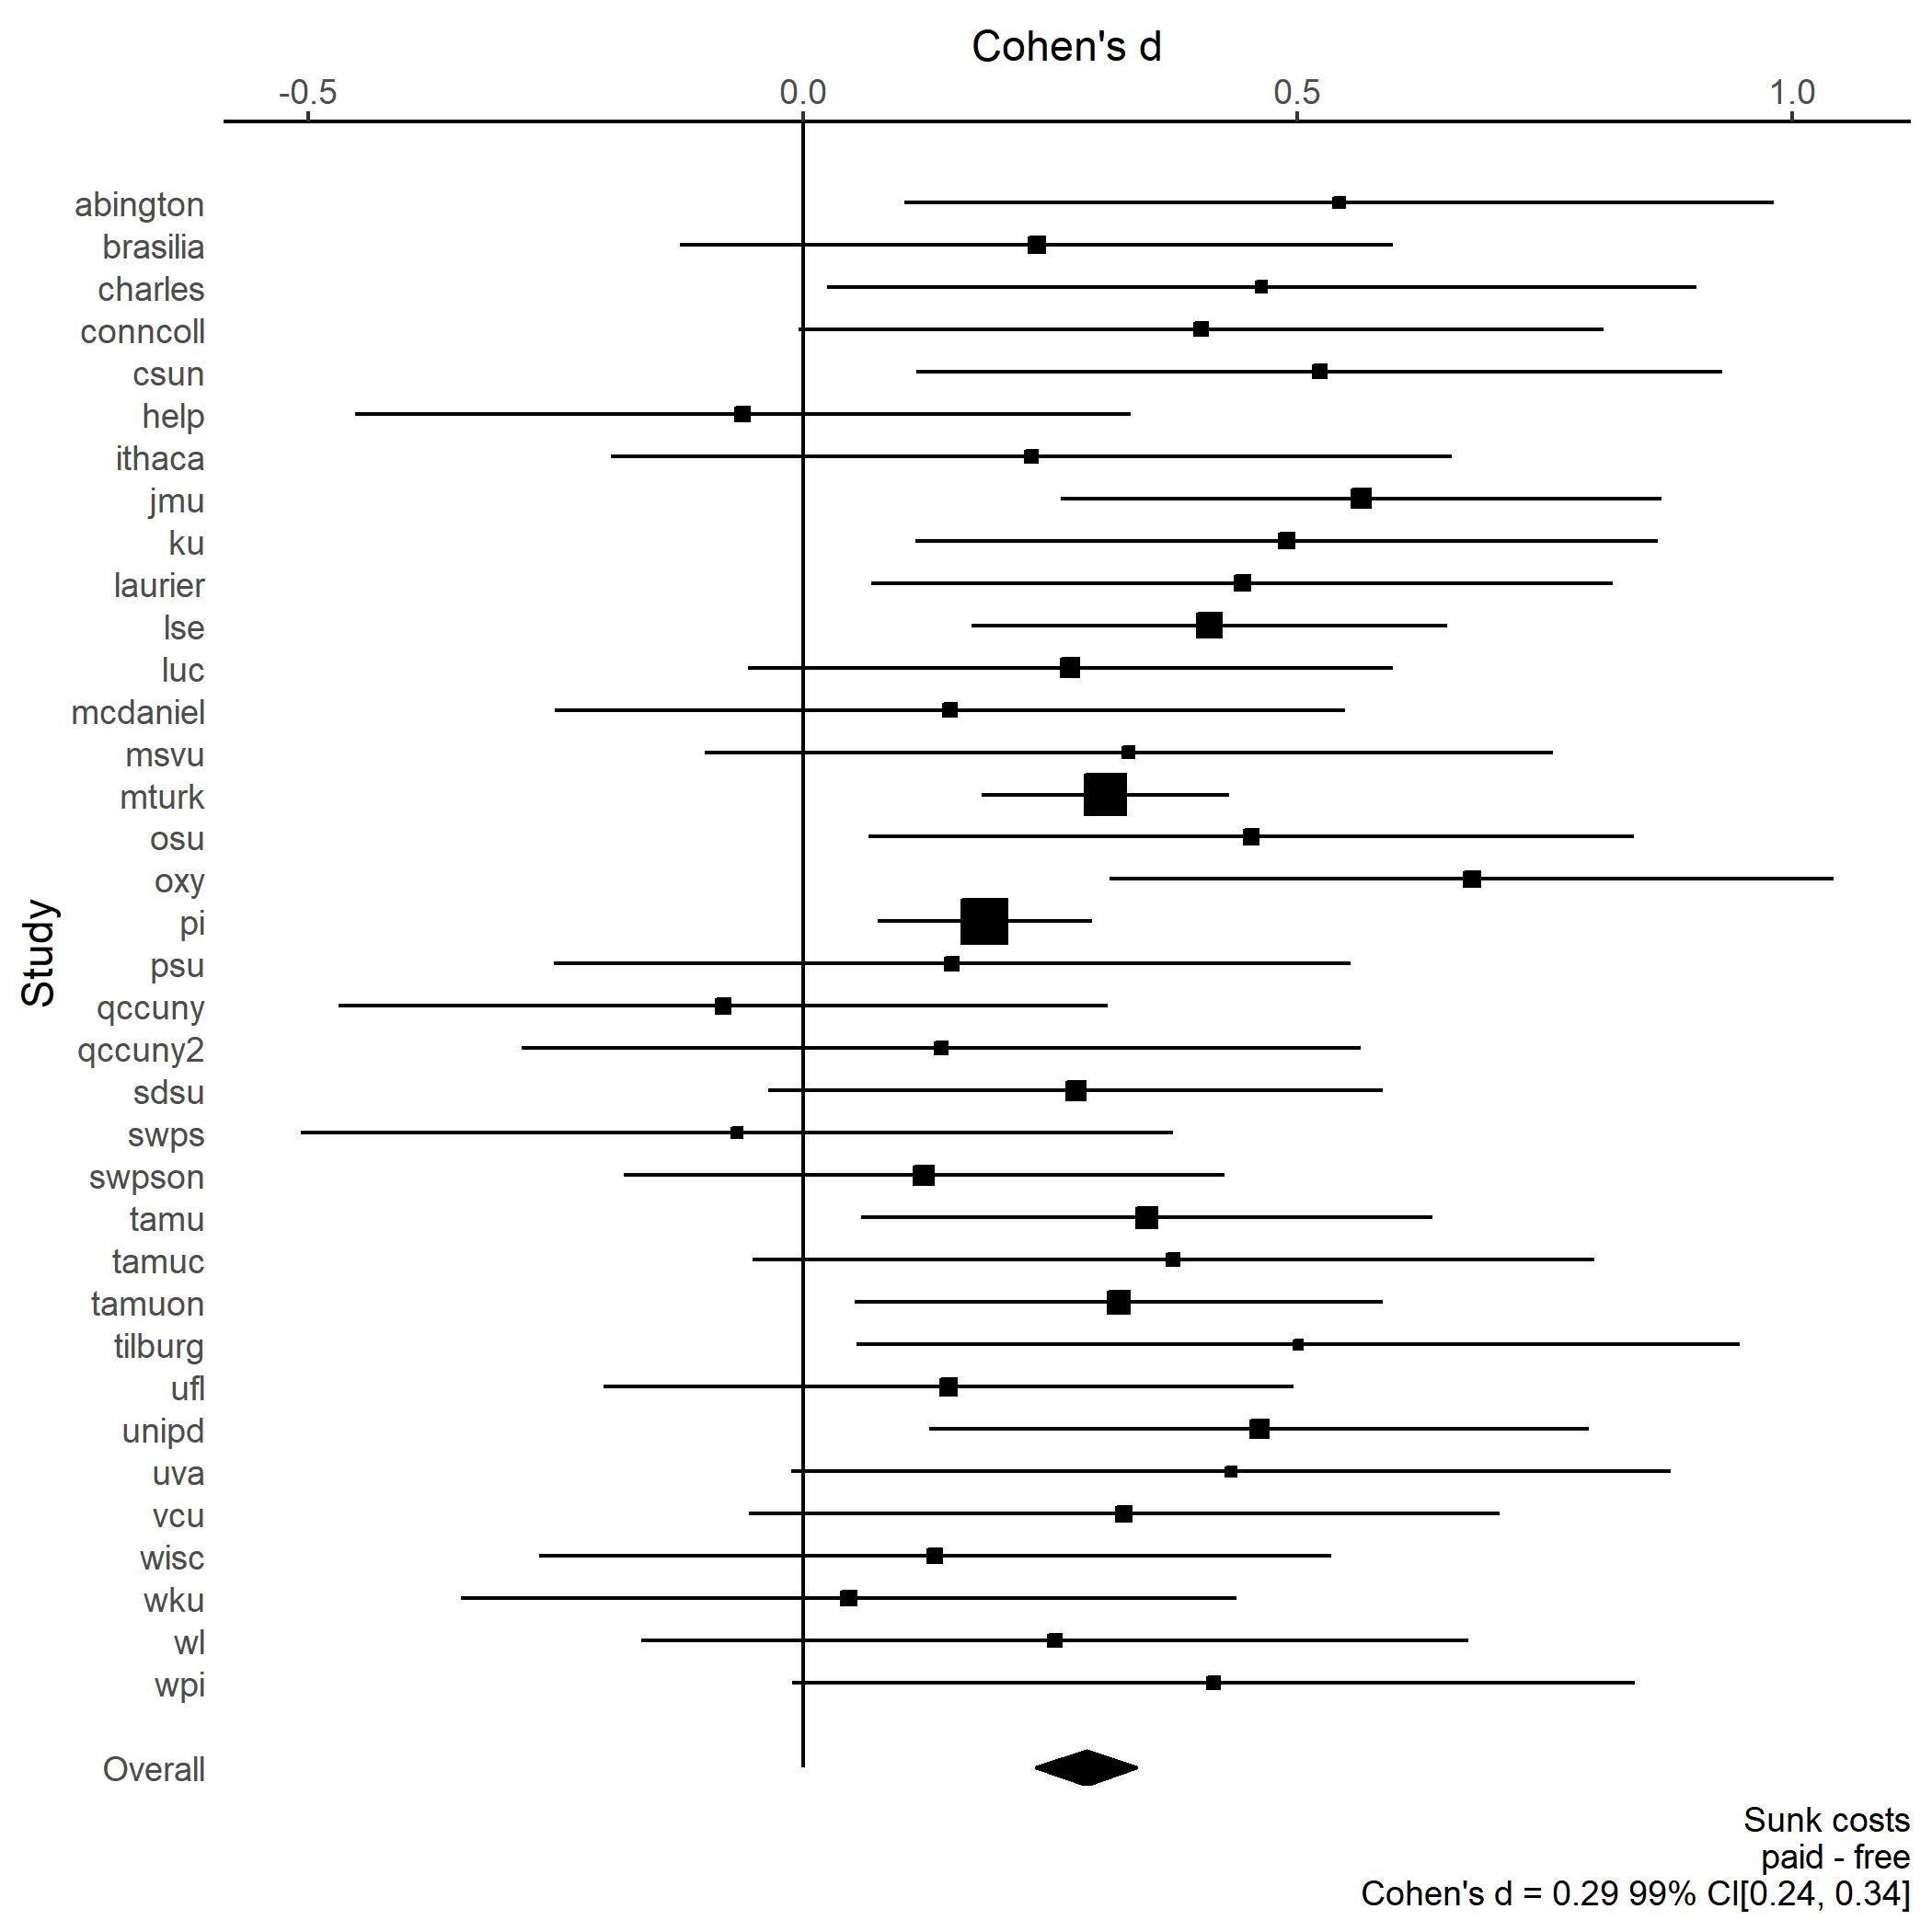 Cohen's d
-0.5 0.0 0.5 1.0
abington
brasilia
charles
conncoll
csun
help
ithaca
jmu
ku
laurier
lse
luc
mcdaniel
msvu
mturk
osu
oxy
pi
psu
qccuny
qccuny2
sdsu
swps
swpson
tamu
tamuc
tamuon
tilburg
ufl
unipd
uva
vcu
wisc
wku
wl
wpi
Overall
Study
Sunk costs
paid - free
Cohen's d = 0.29 99% CI[0.24, 0.34]